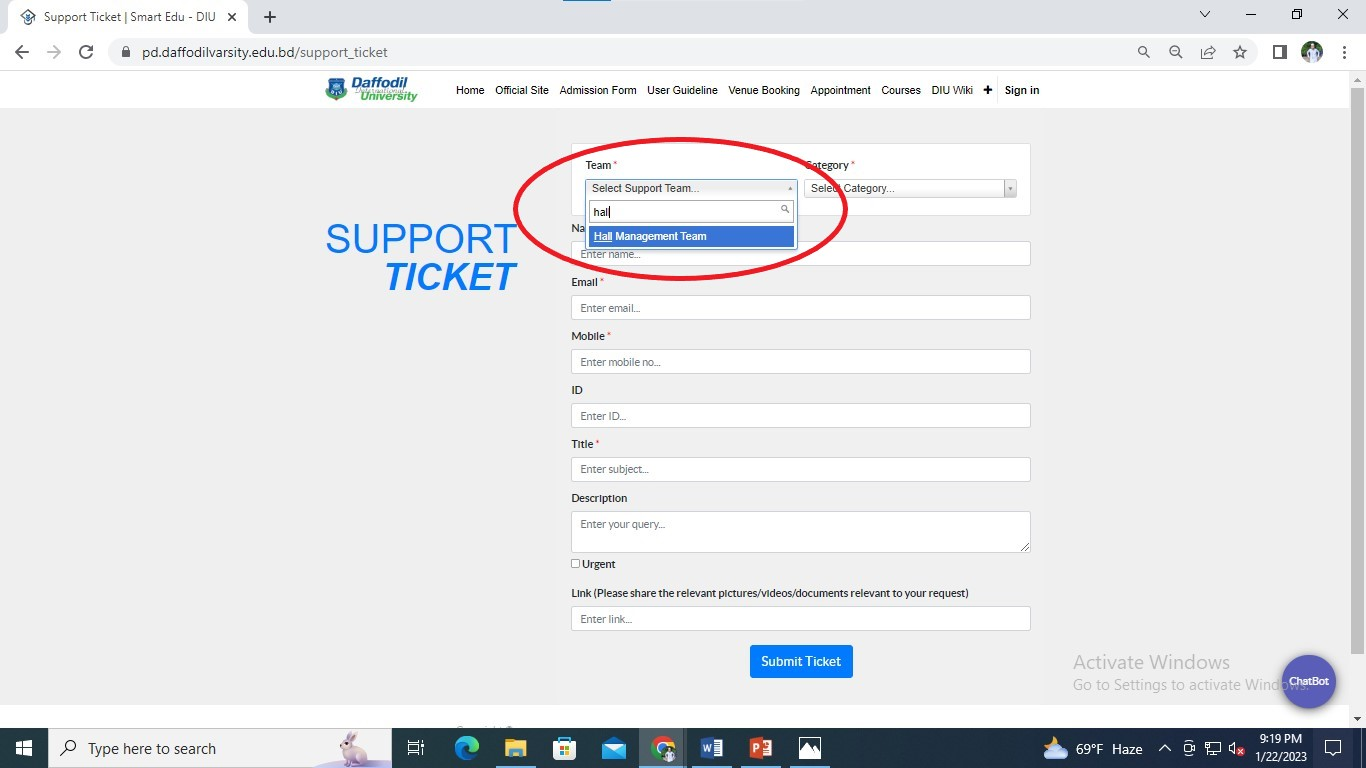 Support Ticket | Smart Edu - DIU
pd.daffodilvarsity.edu.bd/support_ticket
Daffodil
International
University
Home Official Site Admission Form User Guideline Venue Booking Appointment Courses DIU Wiki Sign in
SUPPORT
TICKET
Team * Category *
Select Support Team... Select Category...
hall
Hall Management Team
Enter name...
Email *
Enter email...
Mobile *
Enter mobile no...
ID
Enter ID...
Title *
Enter subject...
Description
Enter your query...
Urgent
Link (Please share the relevant pictures/videos/documents relevant to your request)
Enter link...
Submit Ticket
Activate Windows
Go to Settings to activate Windows.
ChatBot
Type here to search
69°F Haze
9:19 PM
1/22/2023